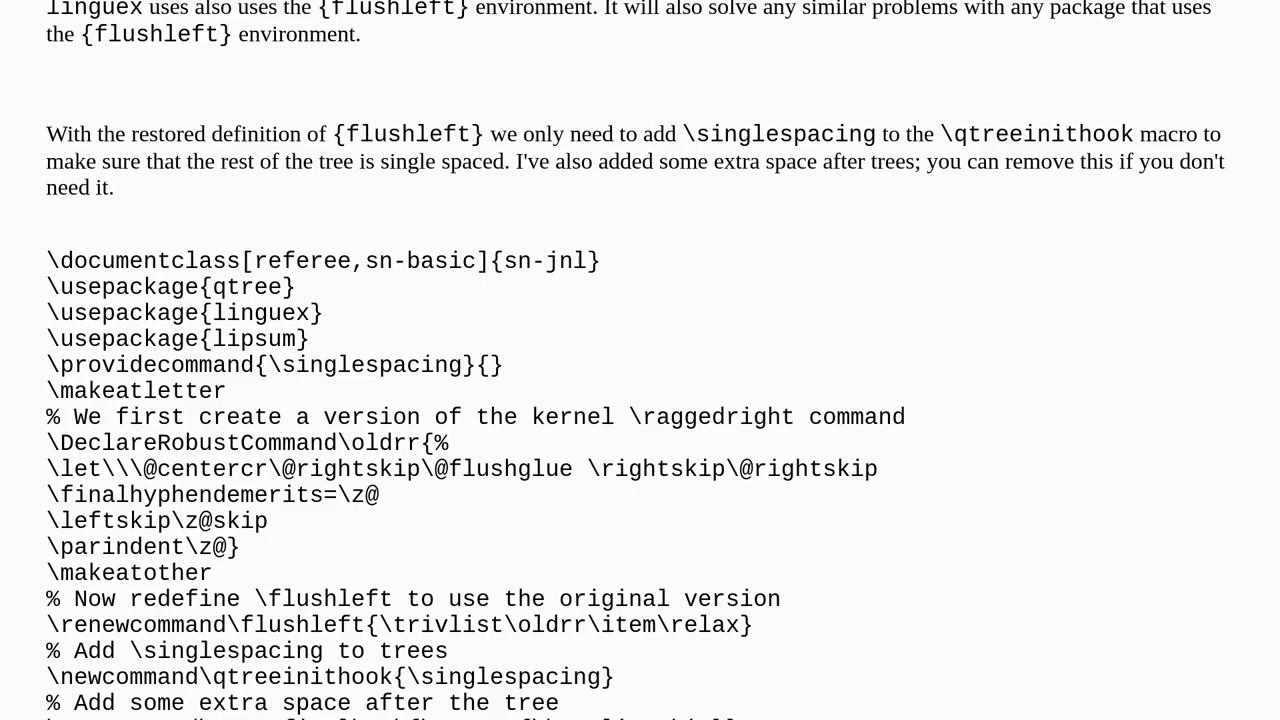 linguex uses also uses the {flushleft} environment. It will also solve any similar problems with any package that uses
the {flushleft} environment.
With the restored definition of {flushleft} we only need to add \singlespacing to the \qtreeinithook macro to
make sure that the rest of the tree is single spaced. I've also added some extra space after trees; you can remove this if you don't
need it.
\documentclass[referee,sn-basic]{sn-jnl}
\usepackage{qtree}
\usepackage{linguex}
\usepackage{lipsum}
\providecommand{\singlespacing}{}
\makeatletter
% We first create a version of the kernel \raggedright command
\DeclareRobustCommand\oldrr{%
\let\\\@centercr\@rightskip\@flushglue \rightskip\@rightskip
\finalhyphendemerits=\z@
\leftskip\z@skip
\parindent\z@}
\makeatother
% Now redefine \flushleft to use the original version
\renewcommand\flushleft{\trivlist\oldrr\item\relax}
% Add \singlespacing to trees
\newcommand\qtreeinithook{\singlespacing}
% Add some extra space after the tree